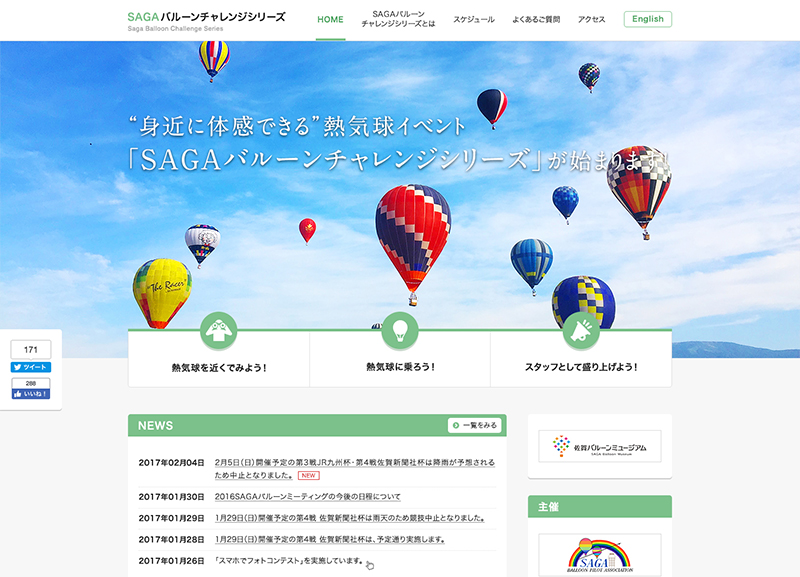 SAGAバルーンチャレンジシリーズ
Saga Balloon Challenge Series
HOME
SAGAバルーン
チャレンジシリーズとは
スケジュール
よくあるご質問
アクセス
English
“身近に体感できる”熱気球イベント
「SAGAバルーンチャレンジシリーズ」が始まります!
"The Racer"
171
ツイート
288
いいね!
熱気球を近くでみよう!
熱気球に乗ろう!
スタッフとして盛り上げよう!
NEWS
一覧をみる
2017年02年04日
2月5日(日)開催予定の第3戦JR九州杯・第4戦佐賀新聞社杯は降雨が予想される
ため中止となりました。 NEW
2017年01年30日
2016SAGAバルーンミーティングの今後の日程について
2017年01年29日
1月29日(日)開催予定の第4戦 佐賀新聞社杯は雨天のため競技中止となりました。
2017年01年28日
1月29日(日)開催予定の第4戦 佐賀新聞社杯は、予定通り実施します。
2017年01年26日
「スマホでフォトコンテスト」を実施しています。
佐賀バルーンミュージアム
SAGA Balloon Museum
主催
SAGA
BALLOON PILOT ASSOCIATION